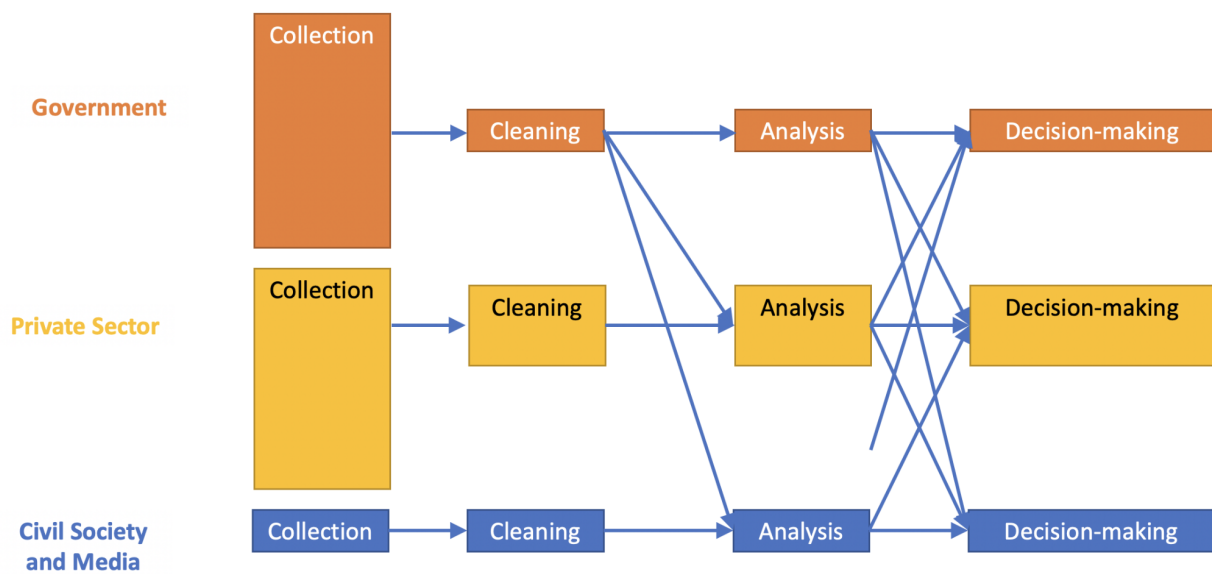 Collection
Government
Cleaning
Analysis
Decision-making
Collection
Private Sector
Cleaning
Analysis
Decision-making
Civil Society
and Media
Collection
Cleaning
Analysis
Decision-making